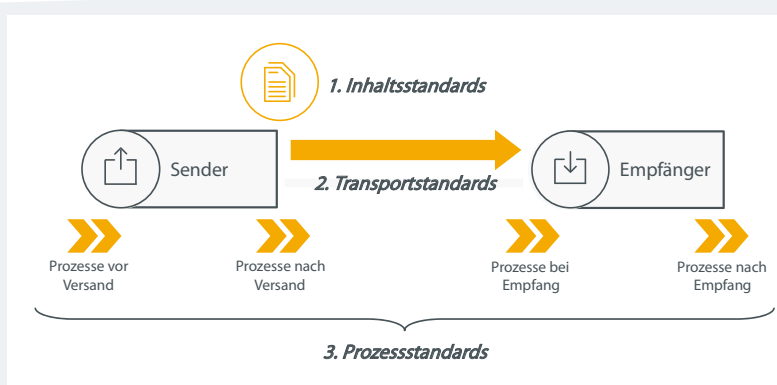 1. Inhaltsstandards
Sender
Empfänger
2. Transportstandards
Prozesse vor
Versand
Prozesse nach
Versand
Prozesse bei
Empfang
Prozesse nach
Empfang
3. Prozessstandards